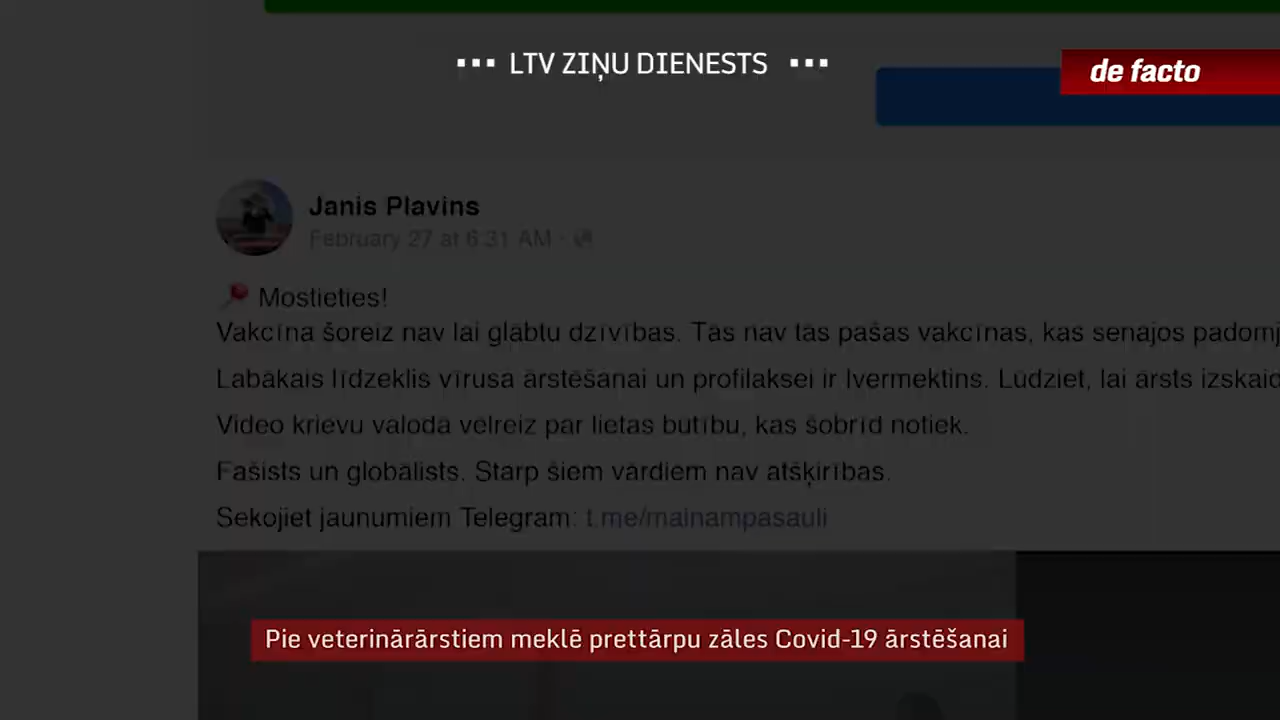 LTV ZIŅU DIENESTS
de facto
Janis Plavins
February 27 at 6:31 AM
Mostieties!
Vakcīna šoreiz nav lai glābtu dzīvības. Tās nav tās pašas vakcīnas, kas senajos padomj
Labākais līdzeklis vīrusa ārstēšanai un profilaksei ir Ivermektīns. Lūdziet, lai ārsts izskaid
Video krievu valodā vēlreiz par lietas būtību, kas šobrīd notiek.
Fašists un globālists. Starp šiem vārdiem nav atšķirības.
Sekojiet jaunumiem Telegram: t.me/mainampasauli
Pie veterinārārstiem meklē prettārpu zāles Covid-19 ārstēšanai